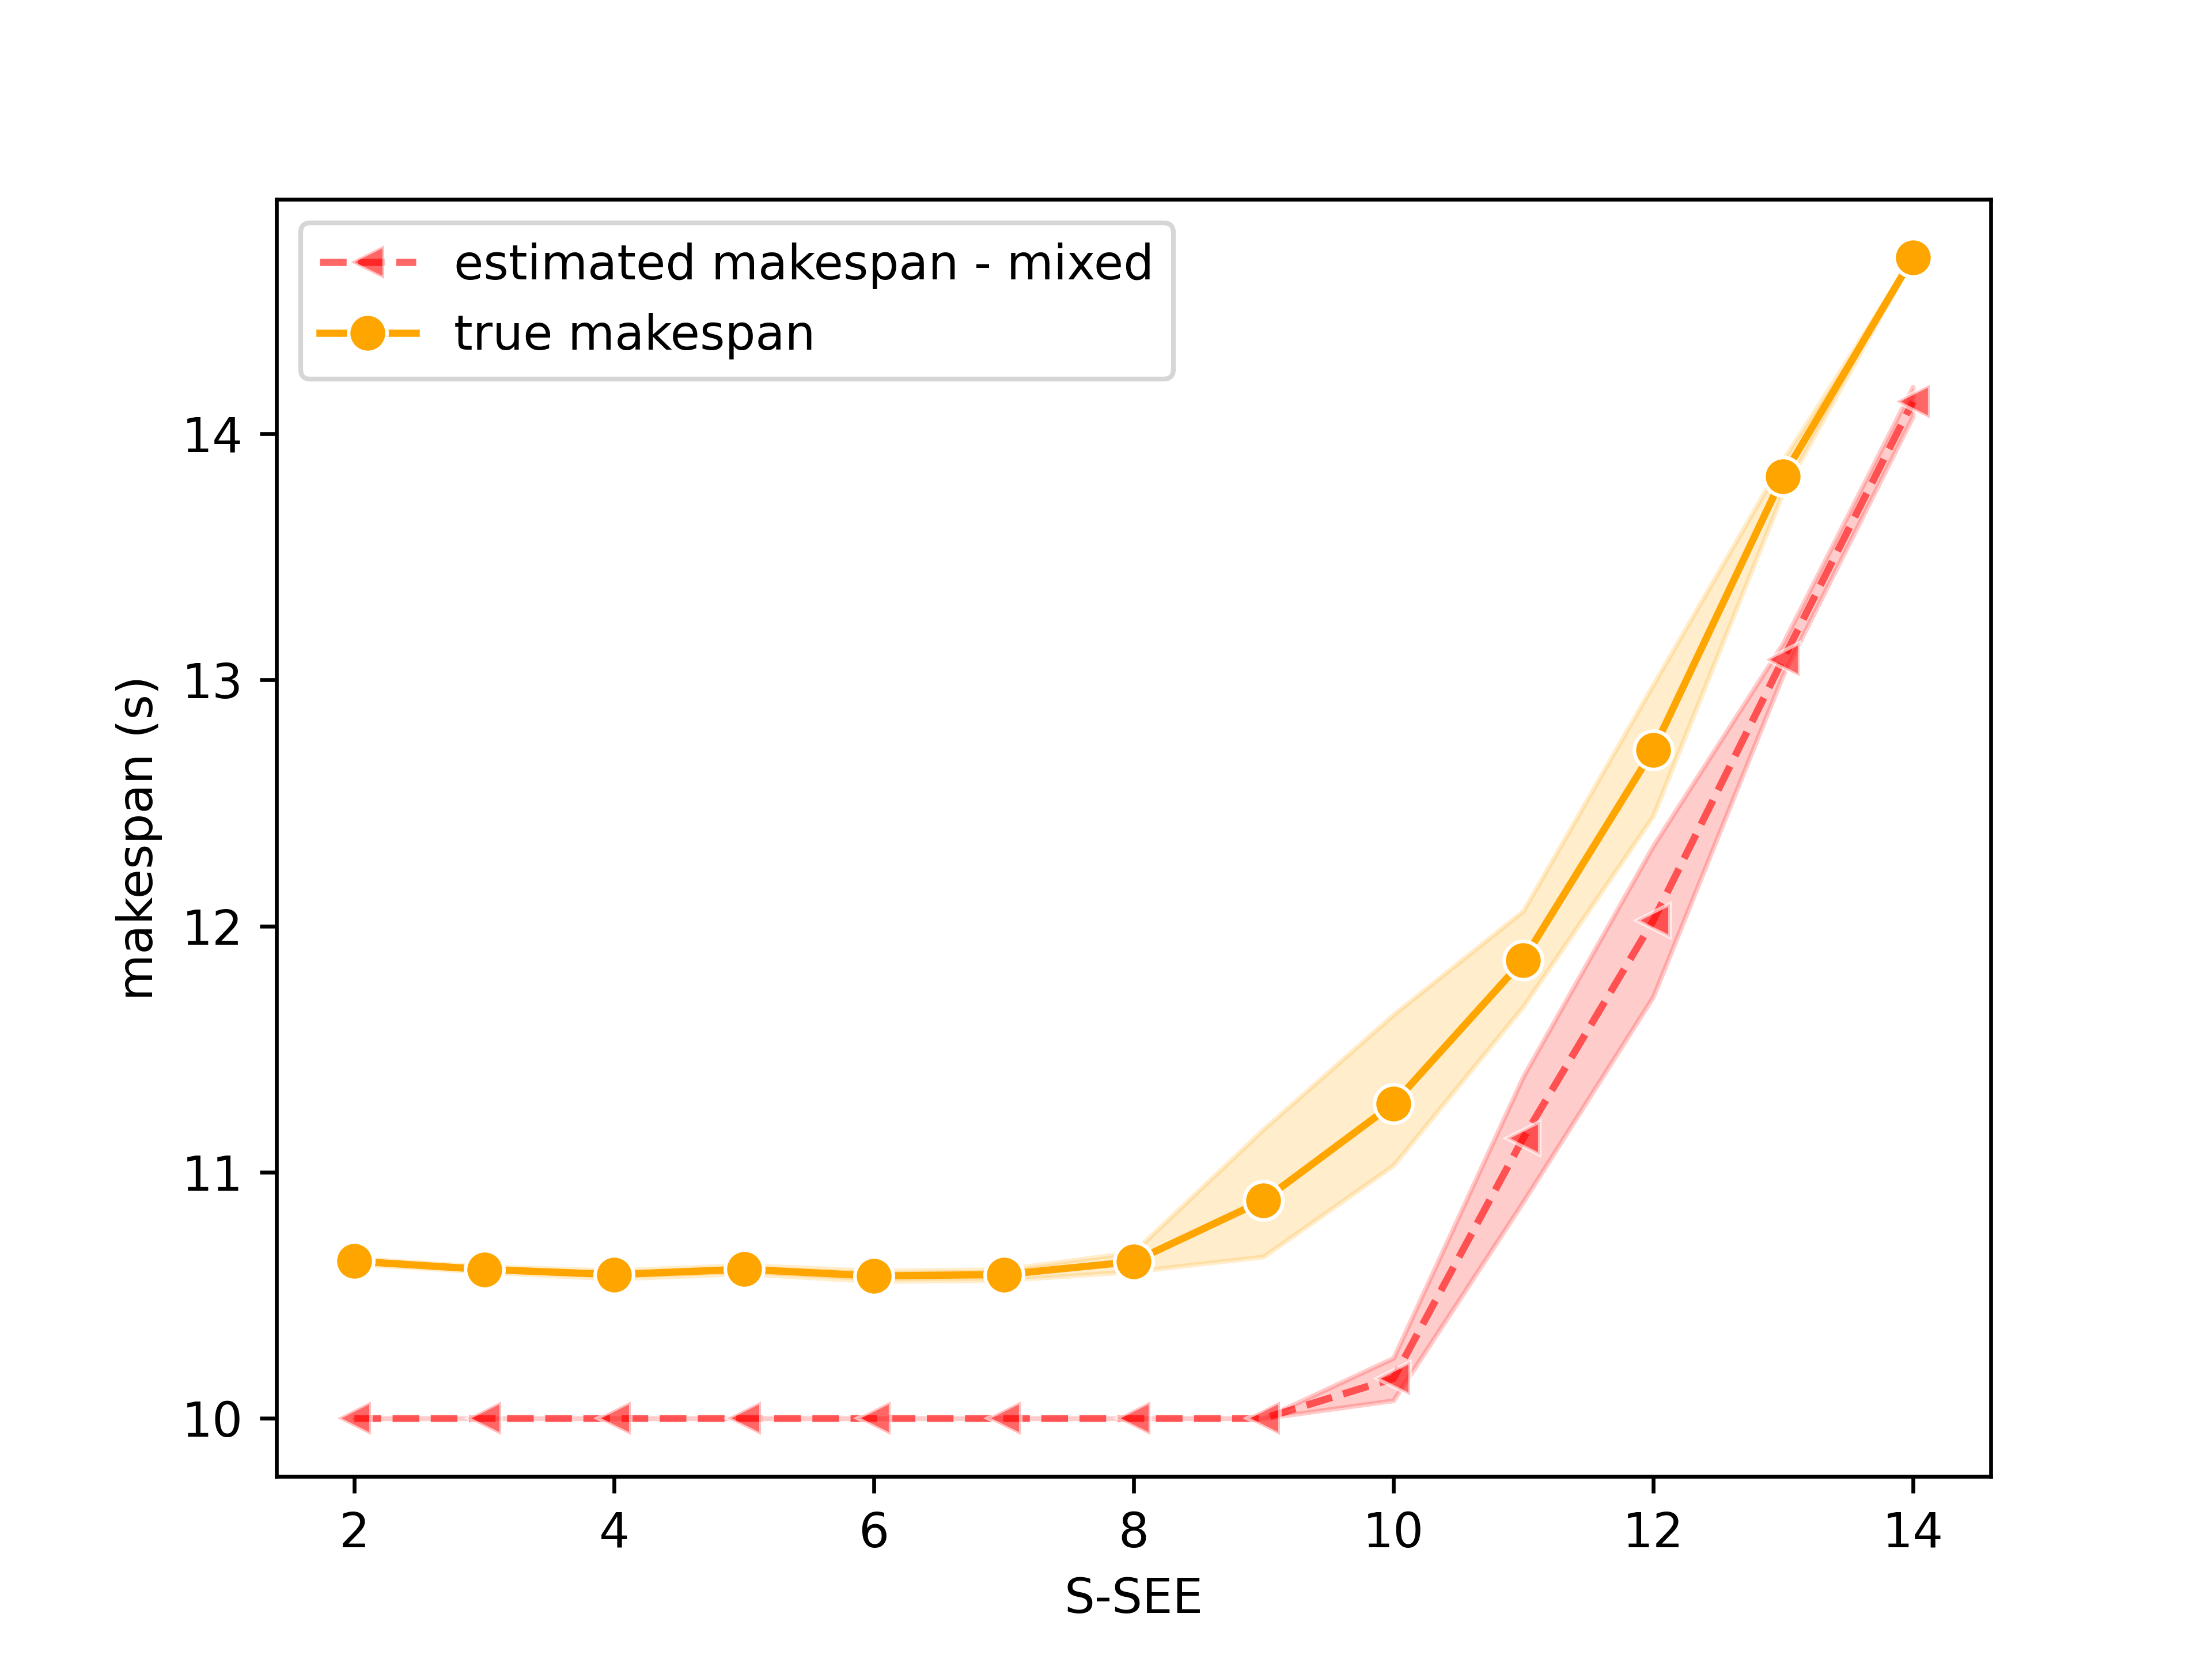 estimated makespan - mixed
true makespan
14
13
12
11
10
makespan (s)
2 4 6 8 10 12 14
S-SEE